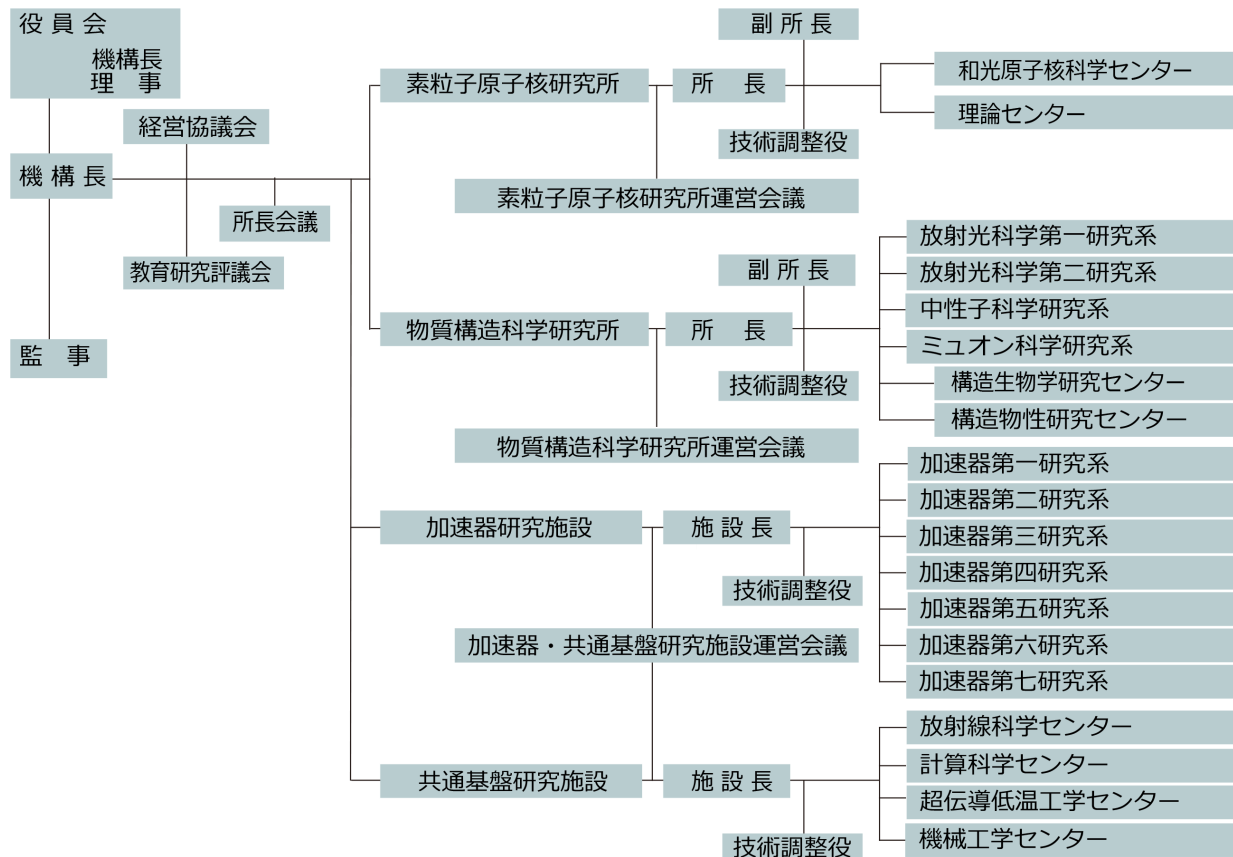 役員会
機構長
理　事
機構長
監　事
経営協議会
所長会議
教育研究評議会
素粒子原子核研究所
所　長
副所長
技術調整役
素粒子原子核研究所運営会議
和光原子核科学センター
理論センター
物質構造科学研究所
所　長
副所長
技術調整役
物質構造科学研究所運営会議
放射光科学第一研究系
放射光科学第二研究系
中性子科学研究系
ミュオン科学研究系
構造生物学研究センター
構造物性研究センター
加速器研究施設
施設長
技術調整役
加速器・共通基盤研究施設運営会議
加速器第一研究系
加速器第二研究系
加速器第三研究系
加速器第四研究系
加速器第五研究系
加速器第六研究系
加速器第七研究系
共通基盤研究施設
施設長
技術調整役
放射線科学センター
計算科学センター
超伝導低温工学センター
機械工学センター